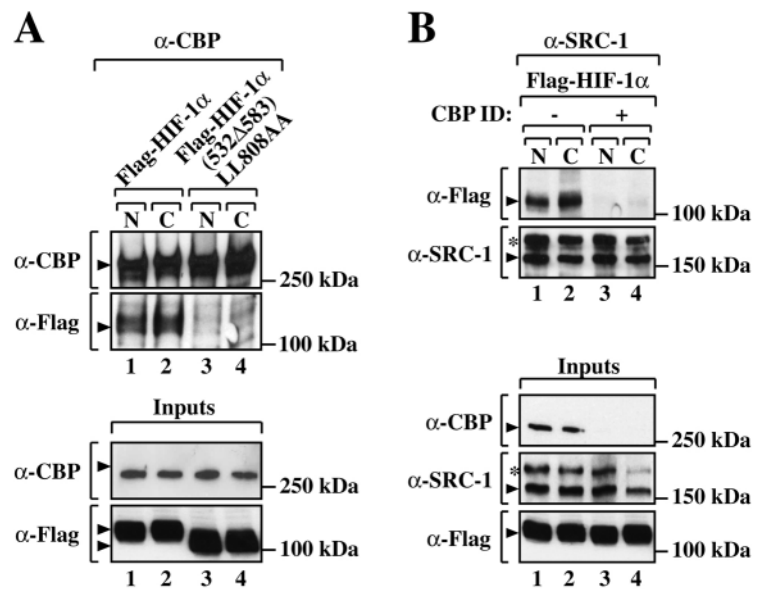 A
α-CBP
Flag-HIF-1α
Flag-HIF-1α
(532Δ583)
LL808AA
N C N C
α-CBP
250 kDa
α-Flag
100 kDa
1 2 3 4
Inputs
α-CBP
250 kDa
α-Flag
100 kDa
1 2 3 4
B
α-SRC-1
Flag-HIF-1α
CBP ID: - +
N C N C
α-Flag
100 kDa
*
α-SRC-1
150 kDa
1 2 3 4
Inputs
α-CBP
250 kDa
*
α-SRC-1
150 kDa
α-Flag
100 kDa
1 2 3 4